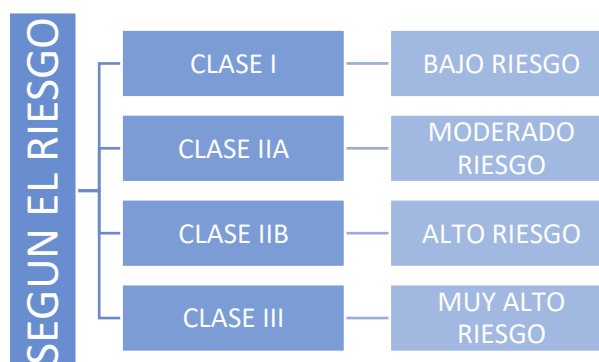 SEGUN EL RIESGO
CLASE I
BAJO RIESGO
CLASE IIA
MODERADO
RIESGO
CLASE IIB
ALTO RIESGO
CLASE III
MUY ALTO
RIESGO